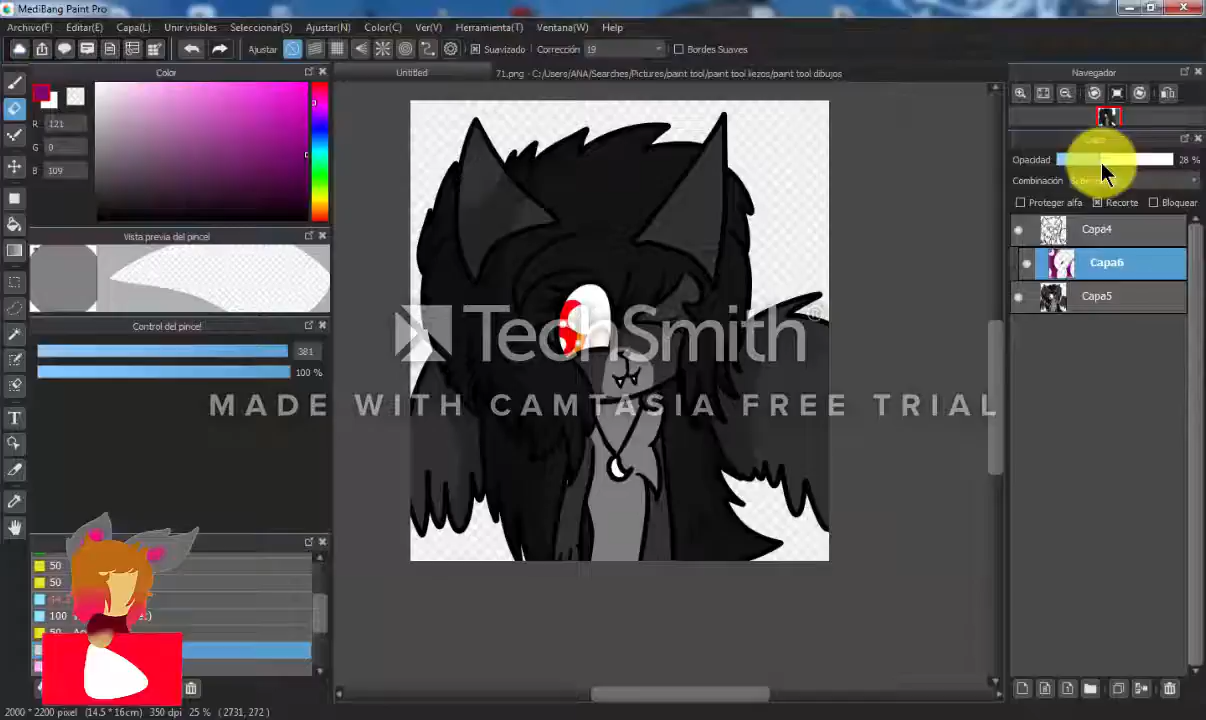 MediBang Paint Pro
Archivo(F) Editar(E) Capa(L) Unir visibles Seleccionar(S) Ajustar(N) Color(C) Ver(V) Herramienta(T) Ventana(W) Help
Ajustar Suavizado Corrección 19 Bordes Suaves
Color
Untitled
71.png - C:/Users/ANA/Searches/Pictures/paint tool/paint tool liezos/paint tool dibujos
Navegador
R 121
G 0
B 109
Opacidad 28 %
Combinación
Proteger alfa Recorte Bloquear
Capa4
Capa6
Capa5
Vista previa del pincel
Control del pincel
381
100 %
TechSmith®
MADE WITH CAMTASIA FREE TRIAL
50
50
100
50
T
2000 * 2200 pixel (14.5 * 16cm) 350 dpi 25 % ( 2731, 272 )